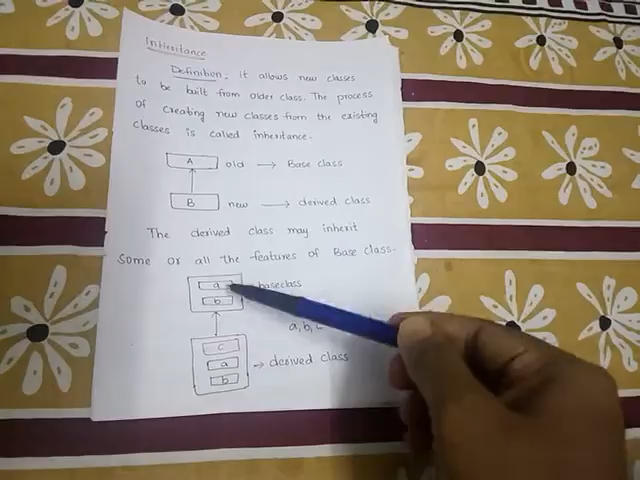 Inheritance
Definition - It allows new classes
to be built from older class. The process
of creating new classes from the existing
classes is called inheritance.
A old → Base class
B new → derived class
The derived class may inherit
Some or all the features of Base class.
a baseclass
b
a, b, c
c
a → derived class
b